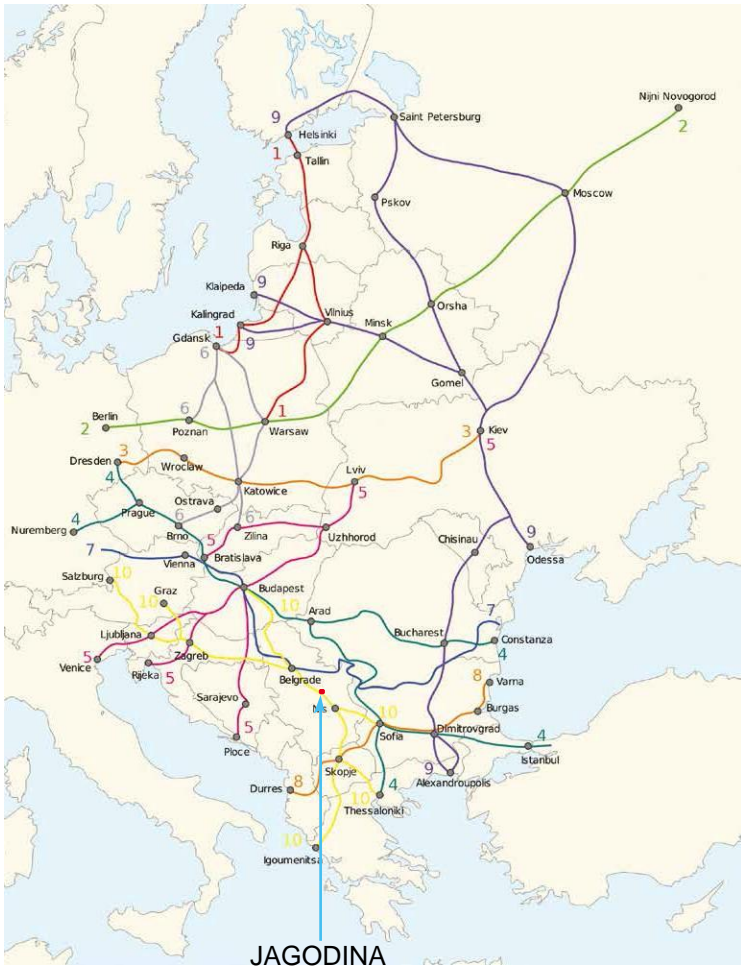 Nijni Novogorod
2
Saint Petersburg
9
Helsinki
1
Tallin
Moscow
Pskov
Riga
Klaipeda
9
Kalingrad
Vilnius
Orsha
Gdansk
1
9
6
Minsk
Gomel
Berlin
2
6
Poznan
1
Warsaw
3
Kiev
5
Dresden
3
4
Wroclaw
Katowice
Lviv
5
Ostrava
4
Prague
Nuremberg
6
Brno
5
6
Zilina
Uzhhorod
Chisinau
9
Odessa
7
Vienna
Bratislava
Salzburg
10
Graz
10
Budapest
10
Arad
7
Ljubljana
Bucharest
Constanza
4
Zagreb
5
Venice
Rijeka
5
Belgrade
8
Varna
Sarajevo
Nis
10
Burgas
5
Sofia
Dimitrovgrad
4
Ploce
Istanbul
Skopje
9
Alexandroupolis
Durres
8
10
4
Thessaloniki
10
Igoumenitsa
JAGODINA